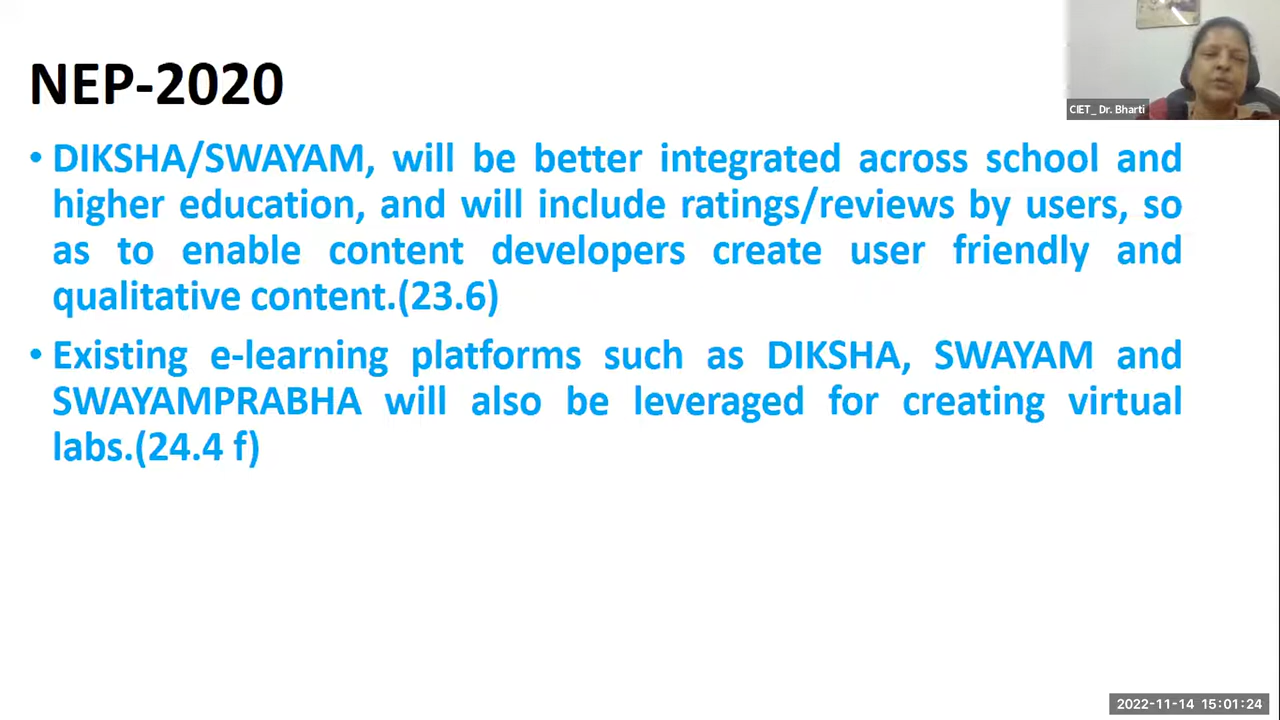 CIET_ Dr. Bharti
NEP-2020
• DIKSHA/SWAYAM, will be better integrated across school and
higher education, and will include ratings/reviews by users, so
as to enable content developers create user friendly and
qualitative content.(23.6)
• Existing e-learning platforms such as DIKSHA, SWAYAM and
SWAYAMPRABHA will also be leveraged for creating virtual
labs.(24.4 f)
2022-11-14 15:01:24